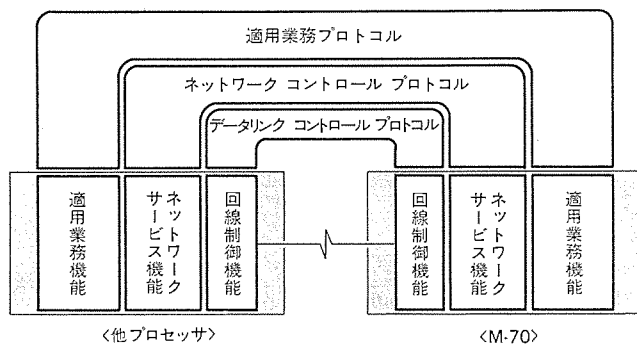 適用業務プロトコル
ネットワーク コントロール プロトコル
データリンク コントロール プロトコル
適用業務機能
ネットワーク
サービス機能
回線制御機能
回線制御機能
ネットワーク
サービス機能
適用業務機能
〈他プロセッサ〉
〈M-70〉